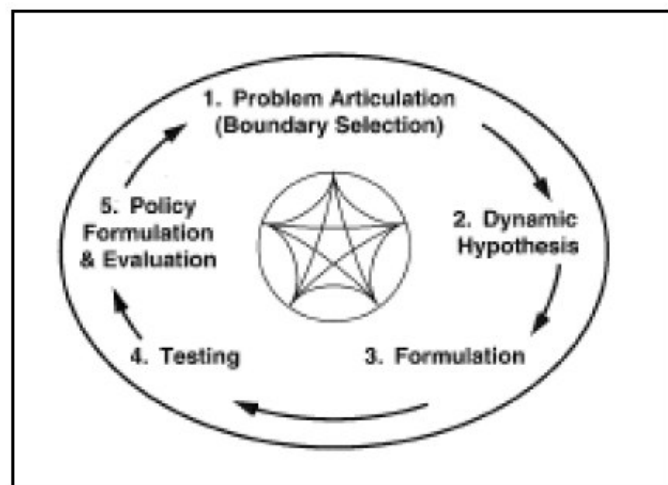 1. Problem Articulation
(Boundary Selection)
2. Dynamic
Hypothesis
3. Formulation
4. Testing
5. Policy
Formulation
& Evaluation